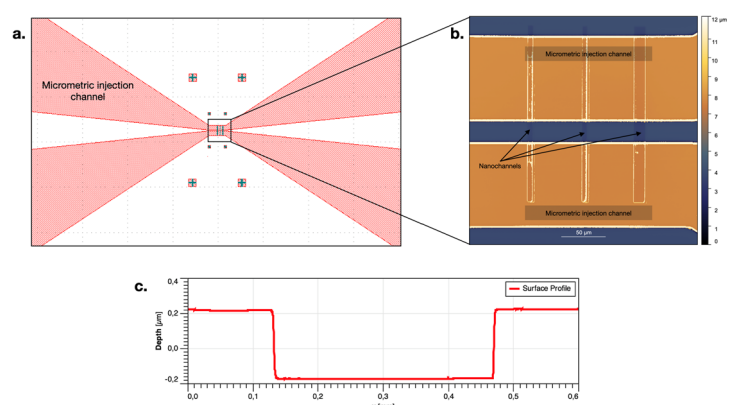 a.
Micrometric injection
channel
b.
Micrometric injection channel
Nanochannels
Micrometric injection channel
50 µm
12 µm
11
10
9
8
7
6
5
4
3
2
1
0
c.
Surface Profile
Depth [µm]
0,4
0,2
0,0
-0,2
0,0
0,1
0,2
0,3
0,4
0,5
0,6